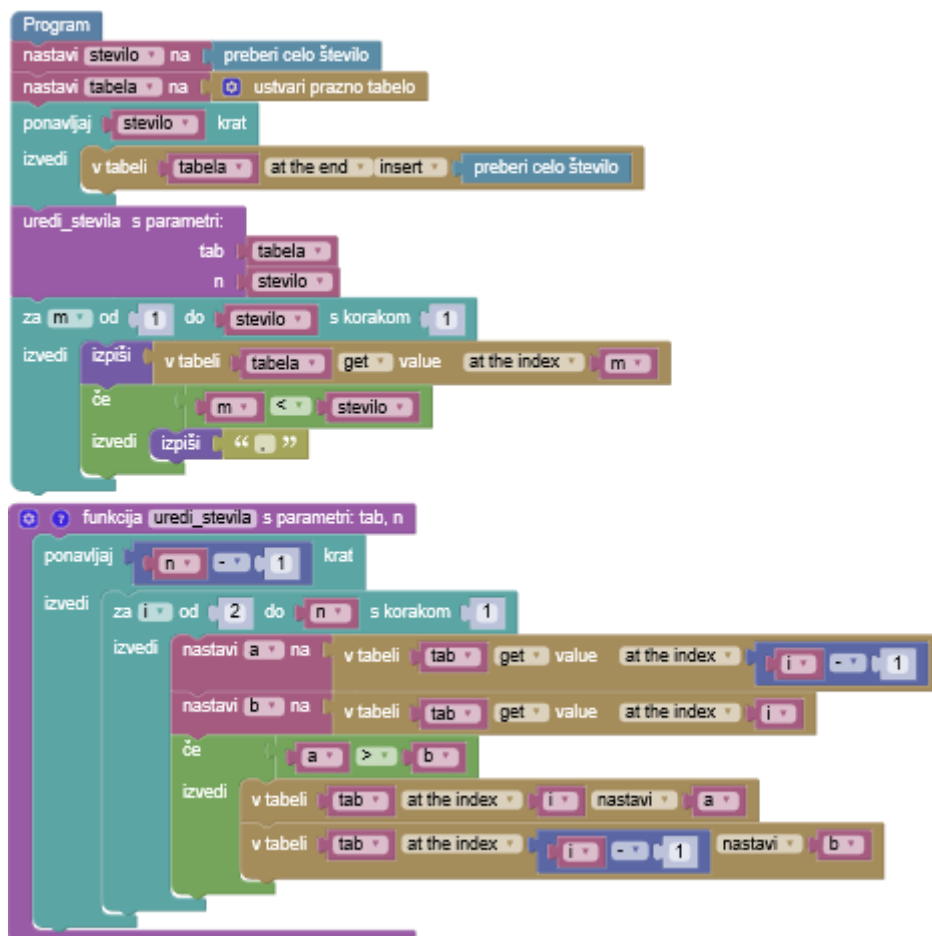 Program
nastavi stevilo na preberi celo število
nastavi tabela na ustvari prazno tabelo
ponavljaj stevilo krat
izvedi v tabeli tabela at the end insert preberi celo število
uredi_stevila s parametri:
tab tabela
n stevilo
za m od 1 do stevilo s korakom 1
izvedi izpiši v tabeli tabela get value at the index m
če m < stevilo
izvedi izpiši “ , ”
? funkcija uredi_stevila s parametri: tab, n
ponavljaj n - 1 krat
izvedi za i od 2 do n s korakom 1
izvedi nastavi a na v tabeli tab get value at the index i - 1
nastavi b na v tabeli tab get value at the index i
če a > b
izvedi v tabeli tab at the index i nastavi a
v tabeli tab at the index i - 1 nastavi b